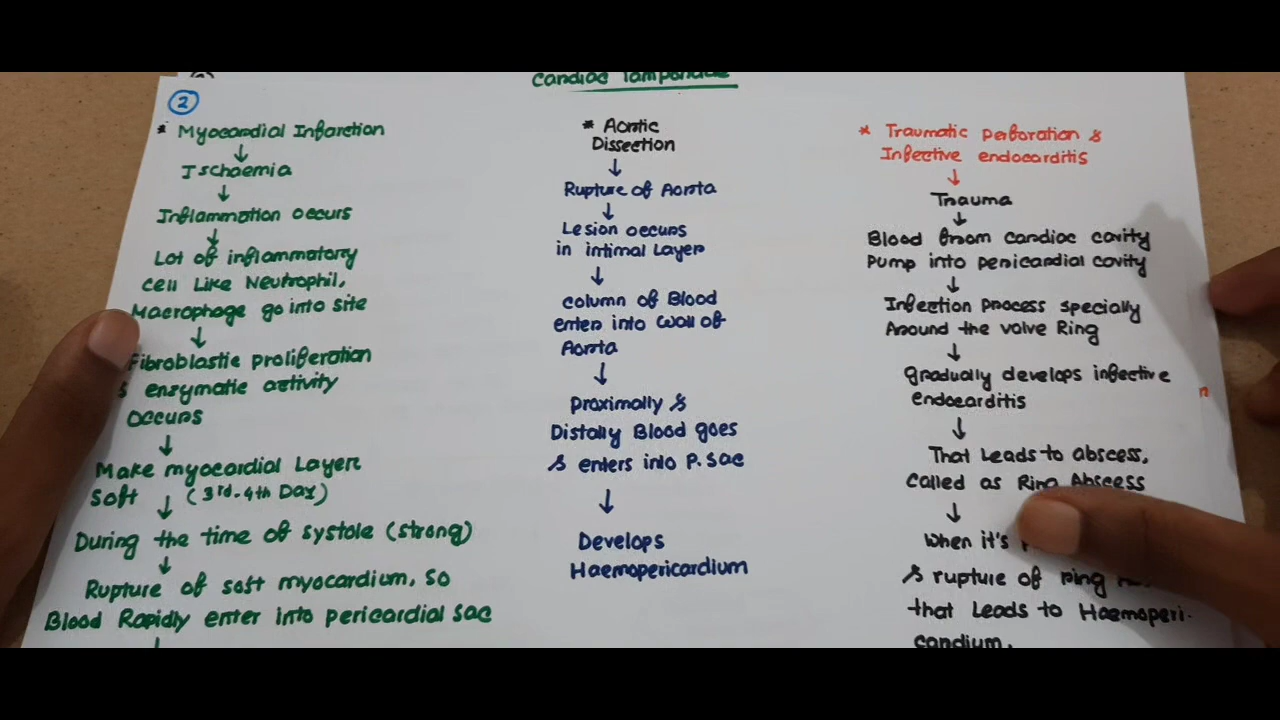 Cardiac Tamponade
2
* Myocardial Infarction
↓
Ischaemia
↓
Inflammation occurs
↓
Lot of inflammatory
cell Like Neutrophil,
Macrophage go into site
↓
Fibroblastic proliferation
& enzymatic activity
occurs
↓
Make myocardial Layer
soft (3rd-4th Day)
↓
During the time of systole (strong)
↓
Rupture of soft myocardium, so
Blood Rapidly enter into pericardial sac
↓
* Aortic
Dissection
↓
Rupture of Aorta
↓
Lesion occurs
in intimal Layer
↓
column of Blood
enter into wall of
Aorta
↓
proximally &
Distally Blood goes
& enters into P. sac
↓
Develops
Haemopericardium
* Traumatic perforation &
Infective endocarditis
↓
Trauma
↓
Blood from cardiac cavity
pump into pericardial cavity
↓
Infection process specially
Around the valve Ring
↓
gradually develops infective
endocarditis
↓
That Leads to abscess,
called as Ring Abscess
↓
when it's
& rupture of ring
that Leads to Haemoperi-
cardium.